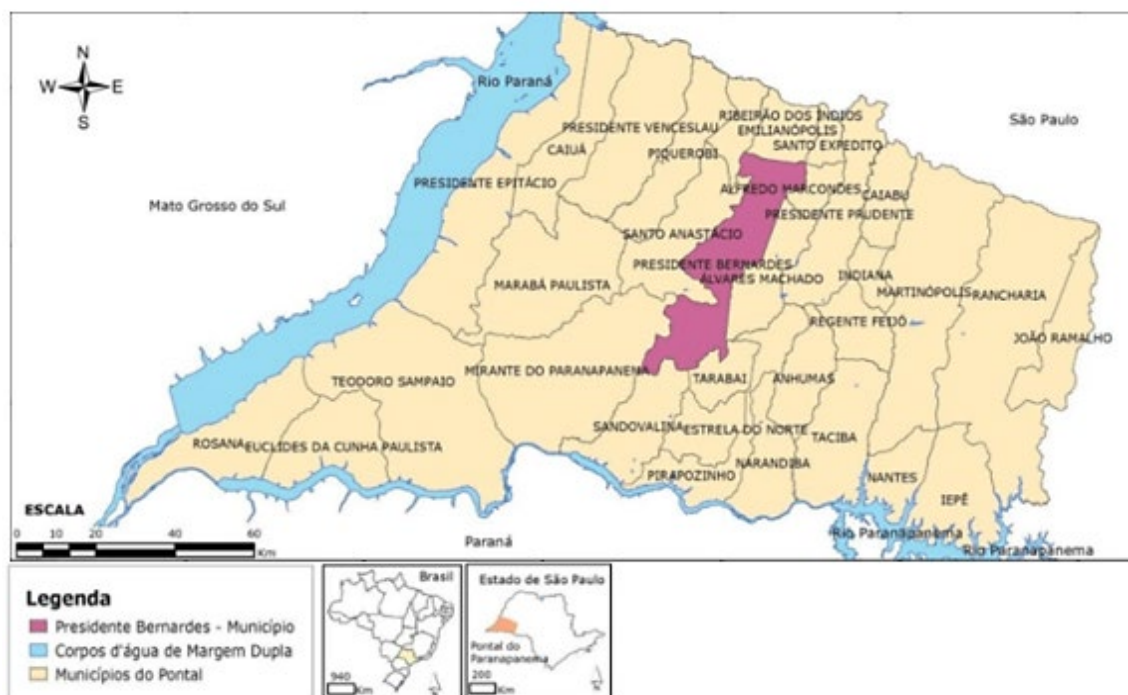 N
W E
S
Rio Paraná
São Paulo
Mato Grosso do Sul
RIBEIRÃO DOS ÍNDIOS
PRESIDENTE VENCESLAU
EMILIANÓPOLIS
SANTO EXPEDITO
CAIUÁ
PIQUEROBI
PRESIDENTE EPITÁCIO
ALFREDO MARCONDES
CAIABU
PRESIDENTE PRUDENTE
SANTO ANASTÁCIO
PRESIDENTE BERNARDES
ÁLVARES MACHADO
INDIANA
MARABÁ PAULISTA
MARTINÓPOLIS
RANCHARIA
REGENTE FEIJÓ
JOÃO RAMALHO
MIRANTE DO PARANAPANEMA
TEODORO SAMPAIO
TARABAI
ANHUMAS
SANDOVALINA
ESTRELA DO NORTE
TACIBA
ROSANA
EUCLIDES DA CUNHA PAULISTA
PIRAPOZINHO
NARANDIBA
NANTES
IEPÊ
ESCALA
0 10 20 40 60
Km
Paraná
Rio Paranapanema
Rio Paranapanema
Legenda
Presidente Bernardes - Município
Corpos d'água de Margem Dupla
Municípios do Pontal
Brasil
940
Km
Estado de São Paulo
Pontal do
Paranapanema
200
Km